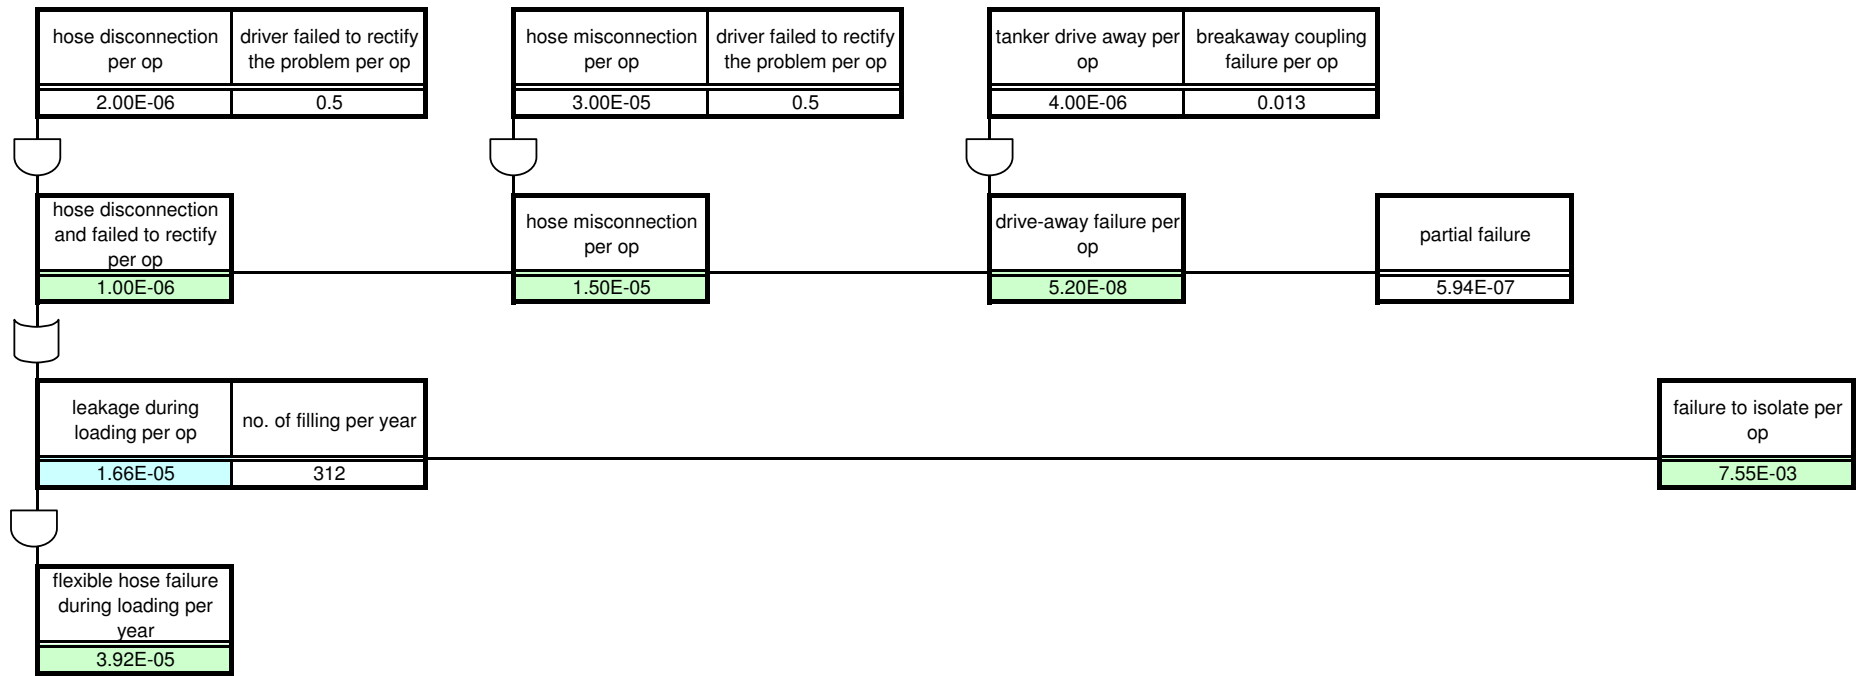 hose disconnection
per op
driver failed to rectify
the problem per op
2.00E-06
0.5
hose misconnection
per op
driver failed to rectify
the problem per op
3.00E-05
0.5
tanker drive away per
op
breakaway coupling
failure per op
4.00E-06
0.013
hose disconnection
and failed to rectify
per op
1.00E-06
hose misconnection
per op
1.50E-05
drive-away failure per
op
5.20E-08
partial failure
5.94E-07
leakage during
loading per op
no. of filling per year
1.66E-05
312
failure to isolate per
op
7.55E-03
flexible hose failure
during loading per
year
3.92E-05